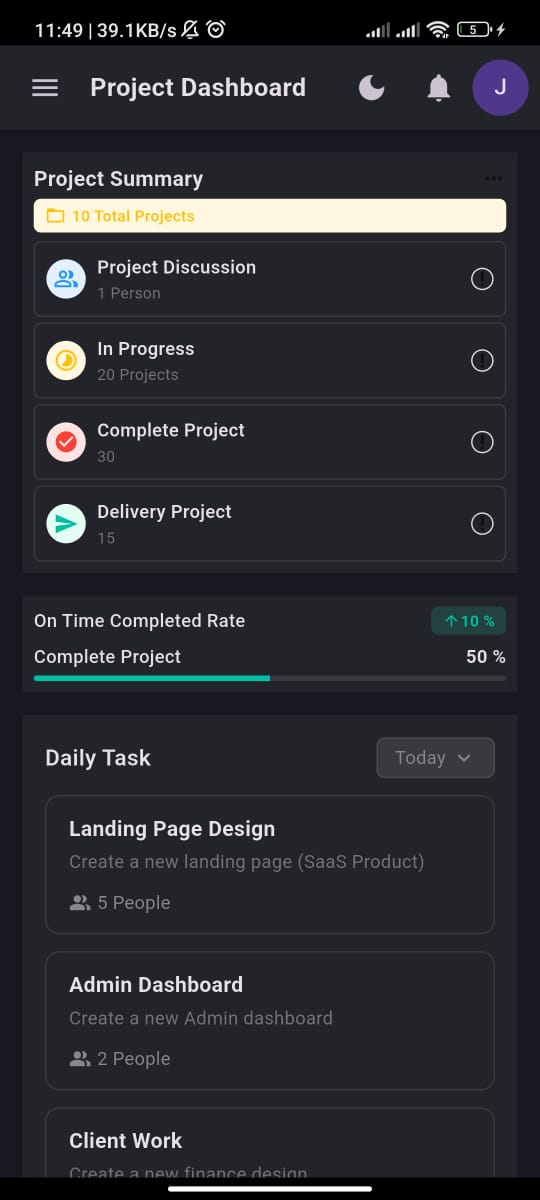 11:49 | 39.1KB/s
5
Project Dashboard
J
Project Summary
10 Total Projects
Project Discussion
1 Person
In Progress
20 Projects
Complete Project
30
Delivery Project
15
On Time Completed Rate
↑10 %
Complete Project
50 %
Daily Task
Today
Landing Page Design
Create a new landing page (SaaS Product)
5 People
Admin Dashboard
Create a new Admin dashboard
2 People
Client Work
Create a new finance design